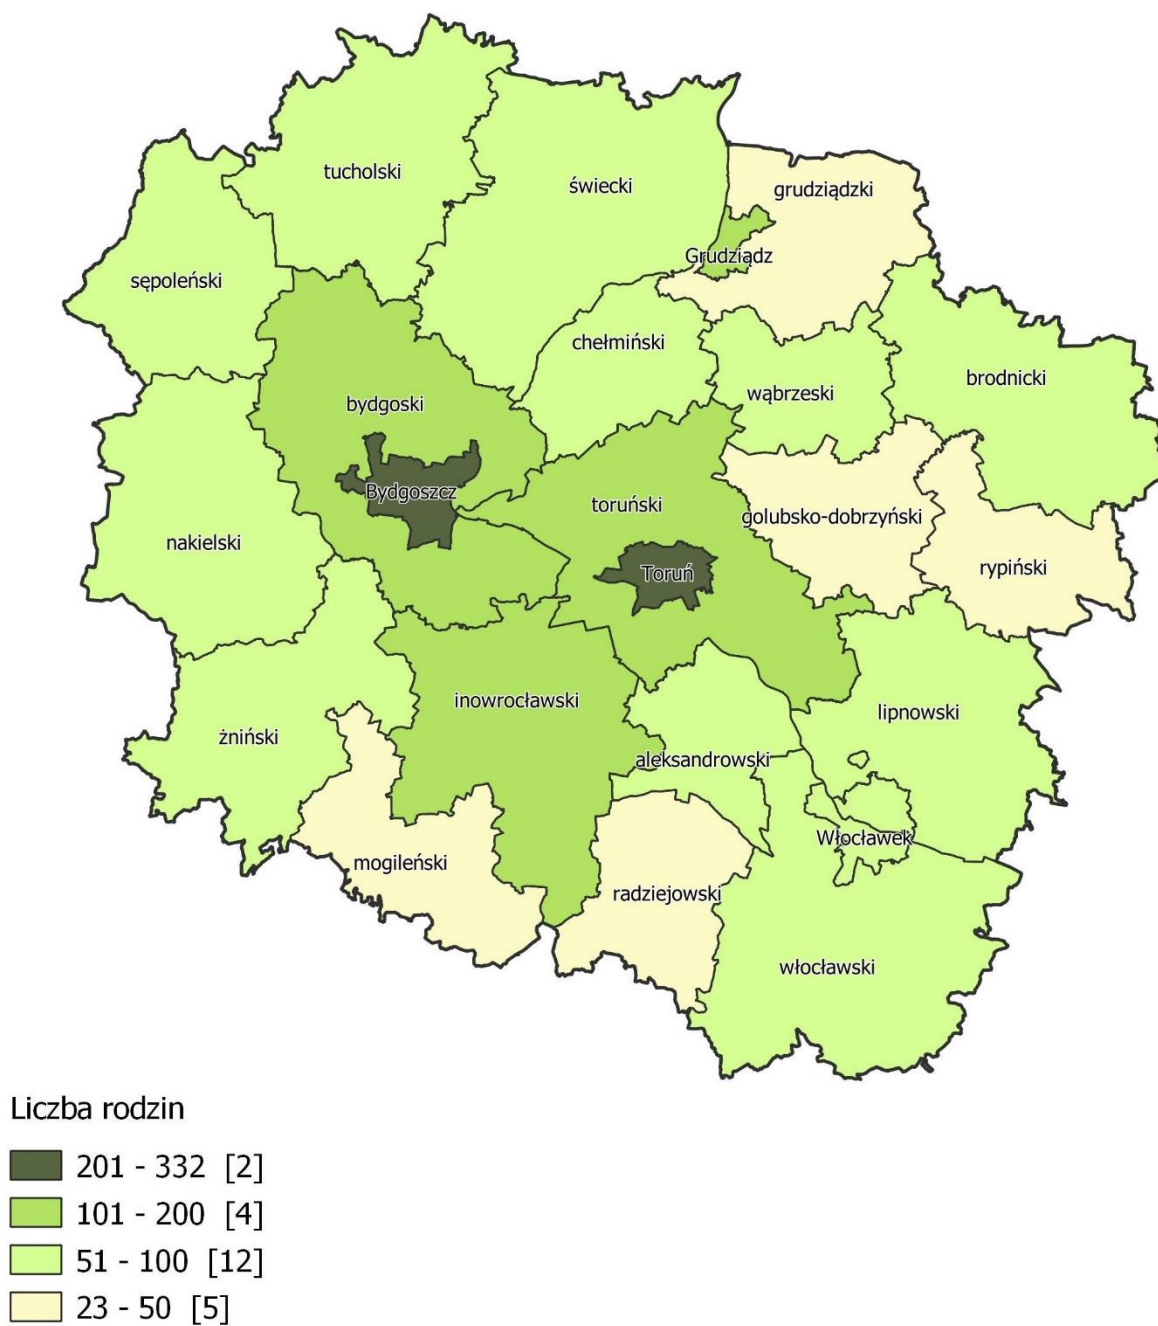 tucholski
świecki
grudziądzki
Grudziądz
sępoleński
chełmiński
brodnicki
wąbrzeski
bydgoski
Bydgoszcz
toruński
golubsko-dobrzyński
nakielski
Toruń
rypiński
inowrocławski
lipnowski
żniński
aleksandrowski
Włocławek
mogileński
radziejowski
włocławski
Liczba rodzin
201 - 332 [2]
101 - 200 [4]
51 - 100 [12]
23 - 50 [5]